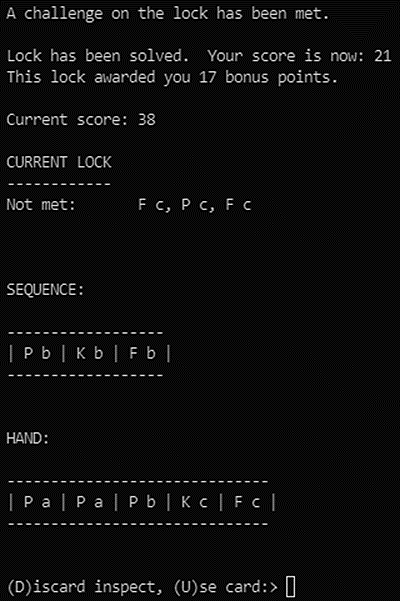 A challenge on the lock has been met.
Lock has been solved.  Your score is now: 21
This lock awarded you 17 bonus points.
Current score: 38
CURRENT LOCK
------------
Not met:       F c, P c, F c
SEQUENCE:
------------------
| P b | K b | F b |
------------------
HAND:
------------------------------
| P a | P a | P b | K c | F c |
------------------------------
(D)iscard inspect, (U)se card:>